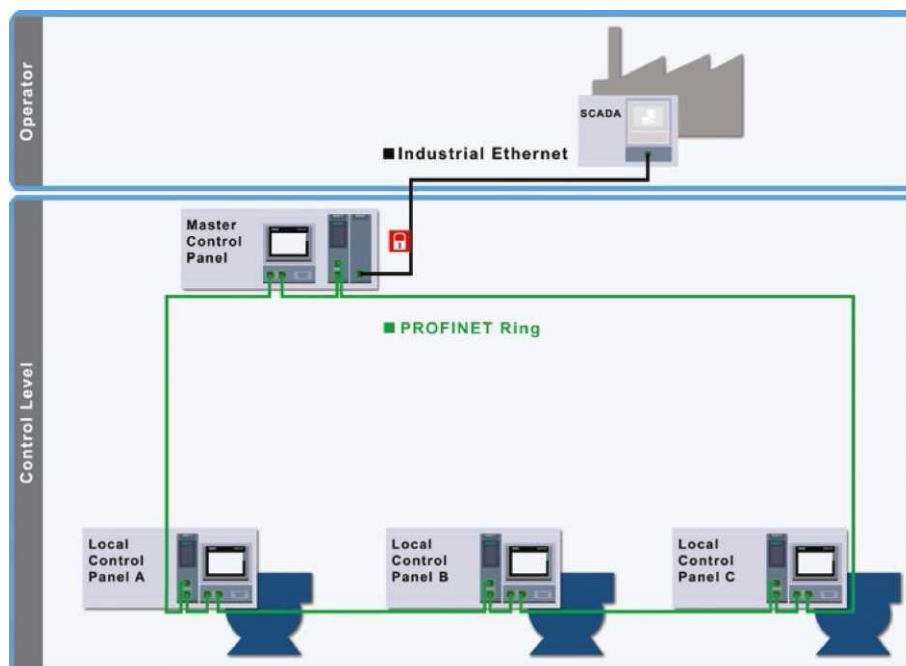 Operator
SCADA
Industrial Ethernet
Control Level
Master
Control
Panel
PROFINET Ring
Local
Control
Panel A
Local
Control
Panel B
Local
Control
Panel C